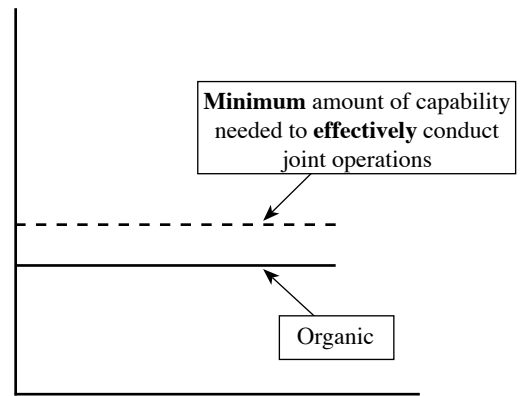 Minimum amount of capability
needed to effectively conduct
joint operations
Organic